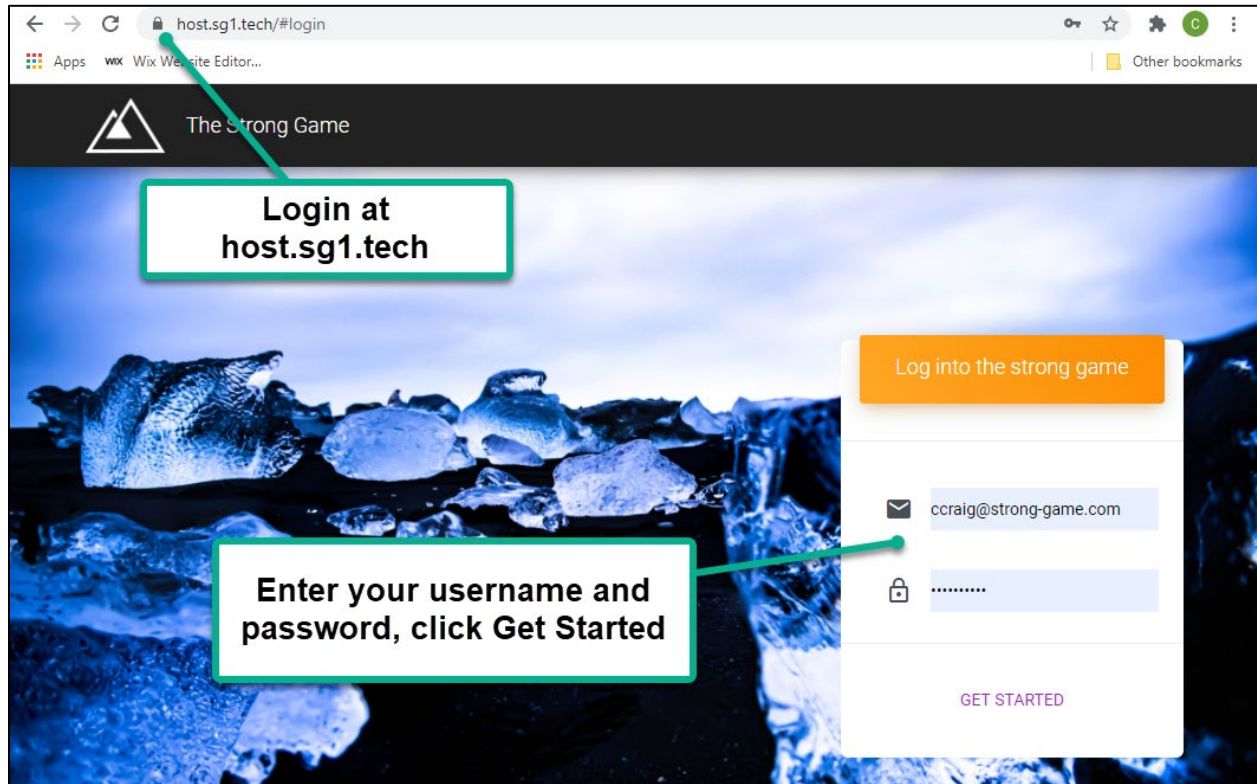 host.sg1.tech/#login
C
Apps
WIX Wix Website Editor...
Other bookmarks
The Strong Game
Login at
host.sg1.tech
Log into the strong game
ccraig@strong-game.com
Enter your username and
password, click Get Started
GET STARTED